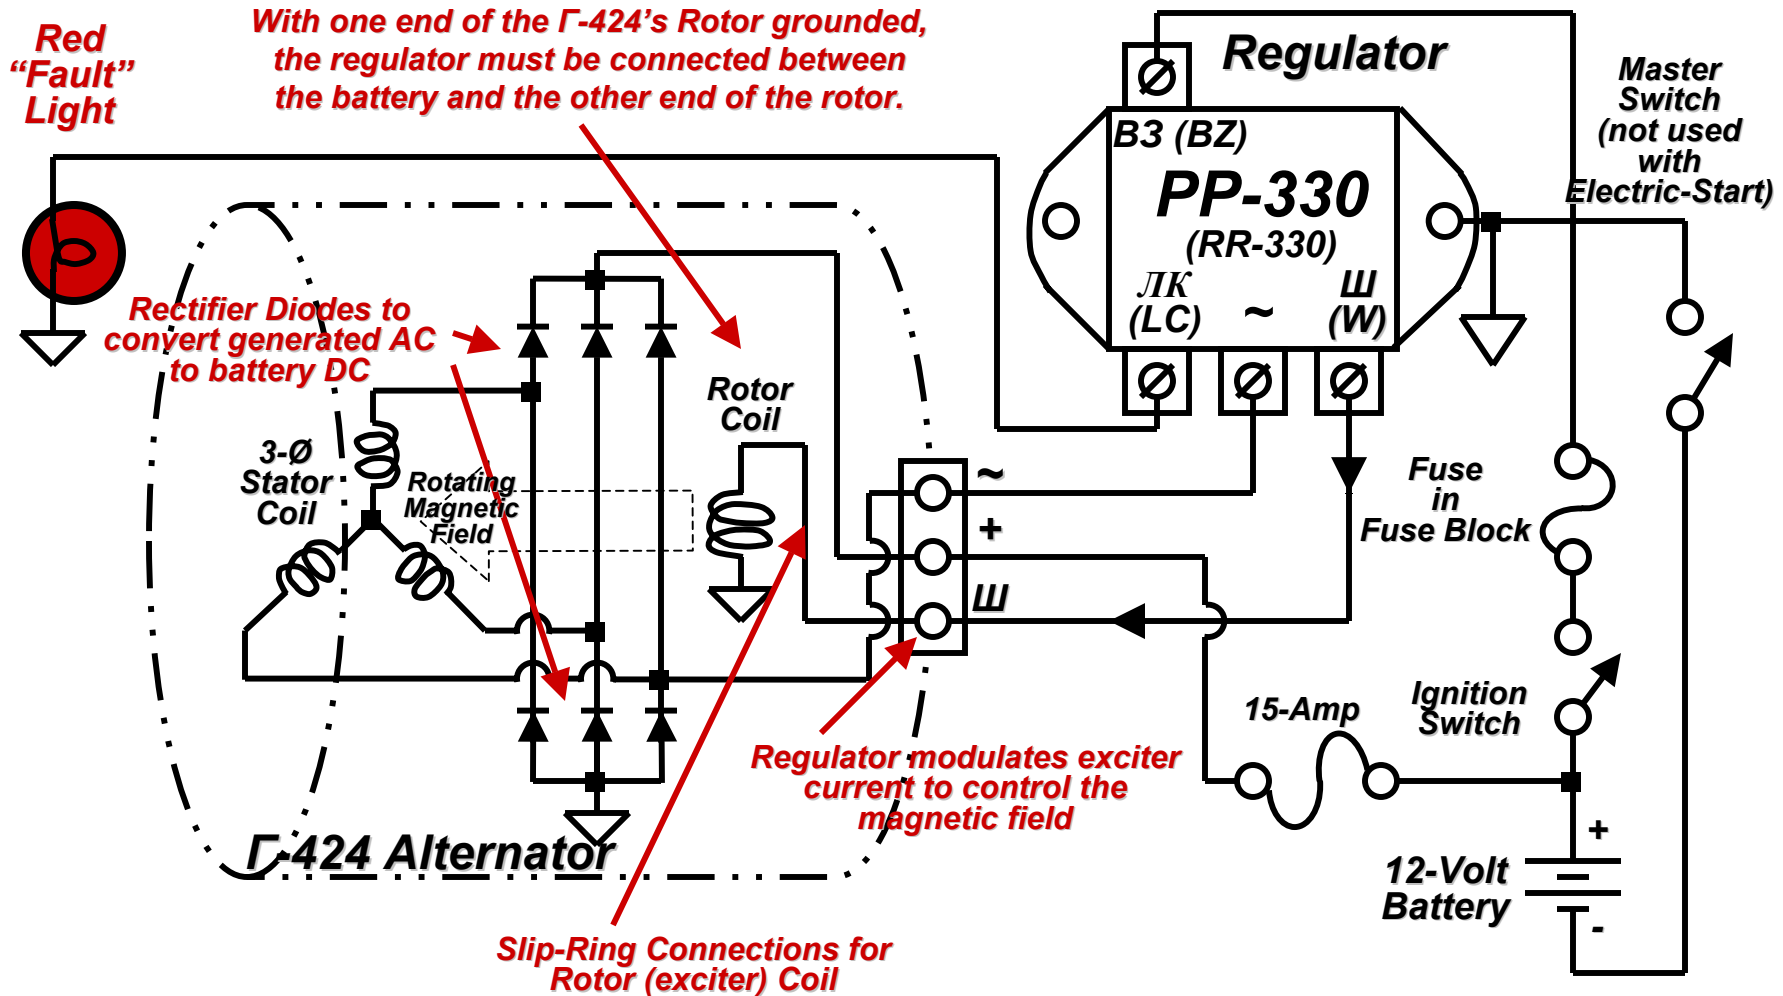 Red
“Fault”
Light
With one end of the Г-424’s Rotor grounded,
the regulator must be connected between
the battery and the other end of the rotor.
Regulator
Master
Switch
(not used
with
Electric-Start)
ВЗ (BZ)
РР-330
(RR-330)
ЛК
(LC)
~
Ш
(W)
Rectifier Diodes to
convert generated AC
to battery DC
Rotor
Coil
3-Ø
Stator
Coil
Rotating
Magnetic
Field
~
+
Ш
Fuse
in
Fuse Block
15-Amp
Ignition
Switch
Regulator modulates exciter
current to control the
magnetic field
Г-424 Alternator
+
12-Volt
Battery
-
Slip-Ring Connections for
Rotor (exciter) Coil